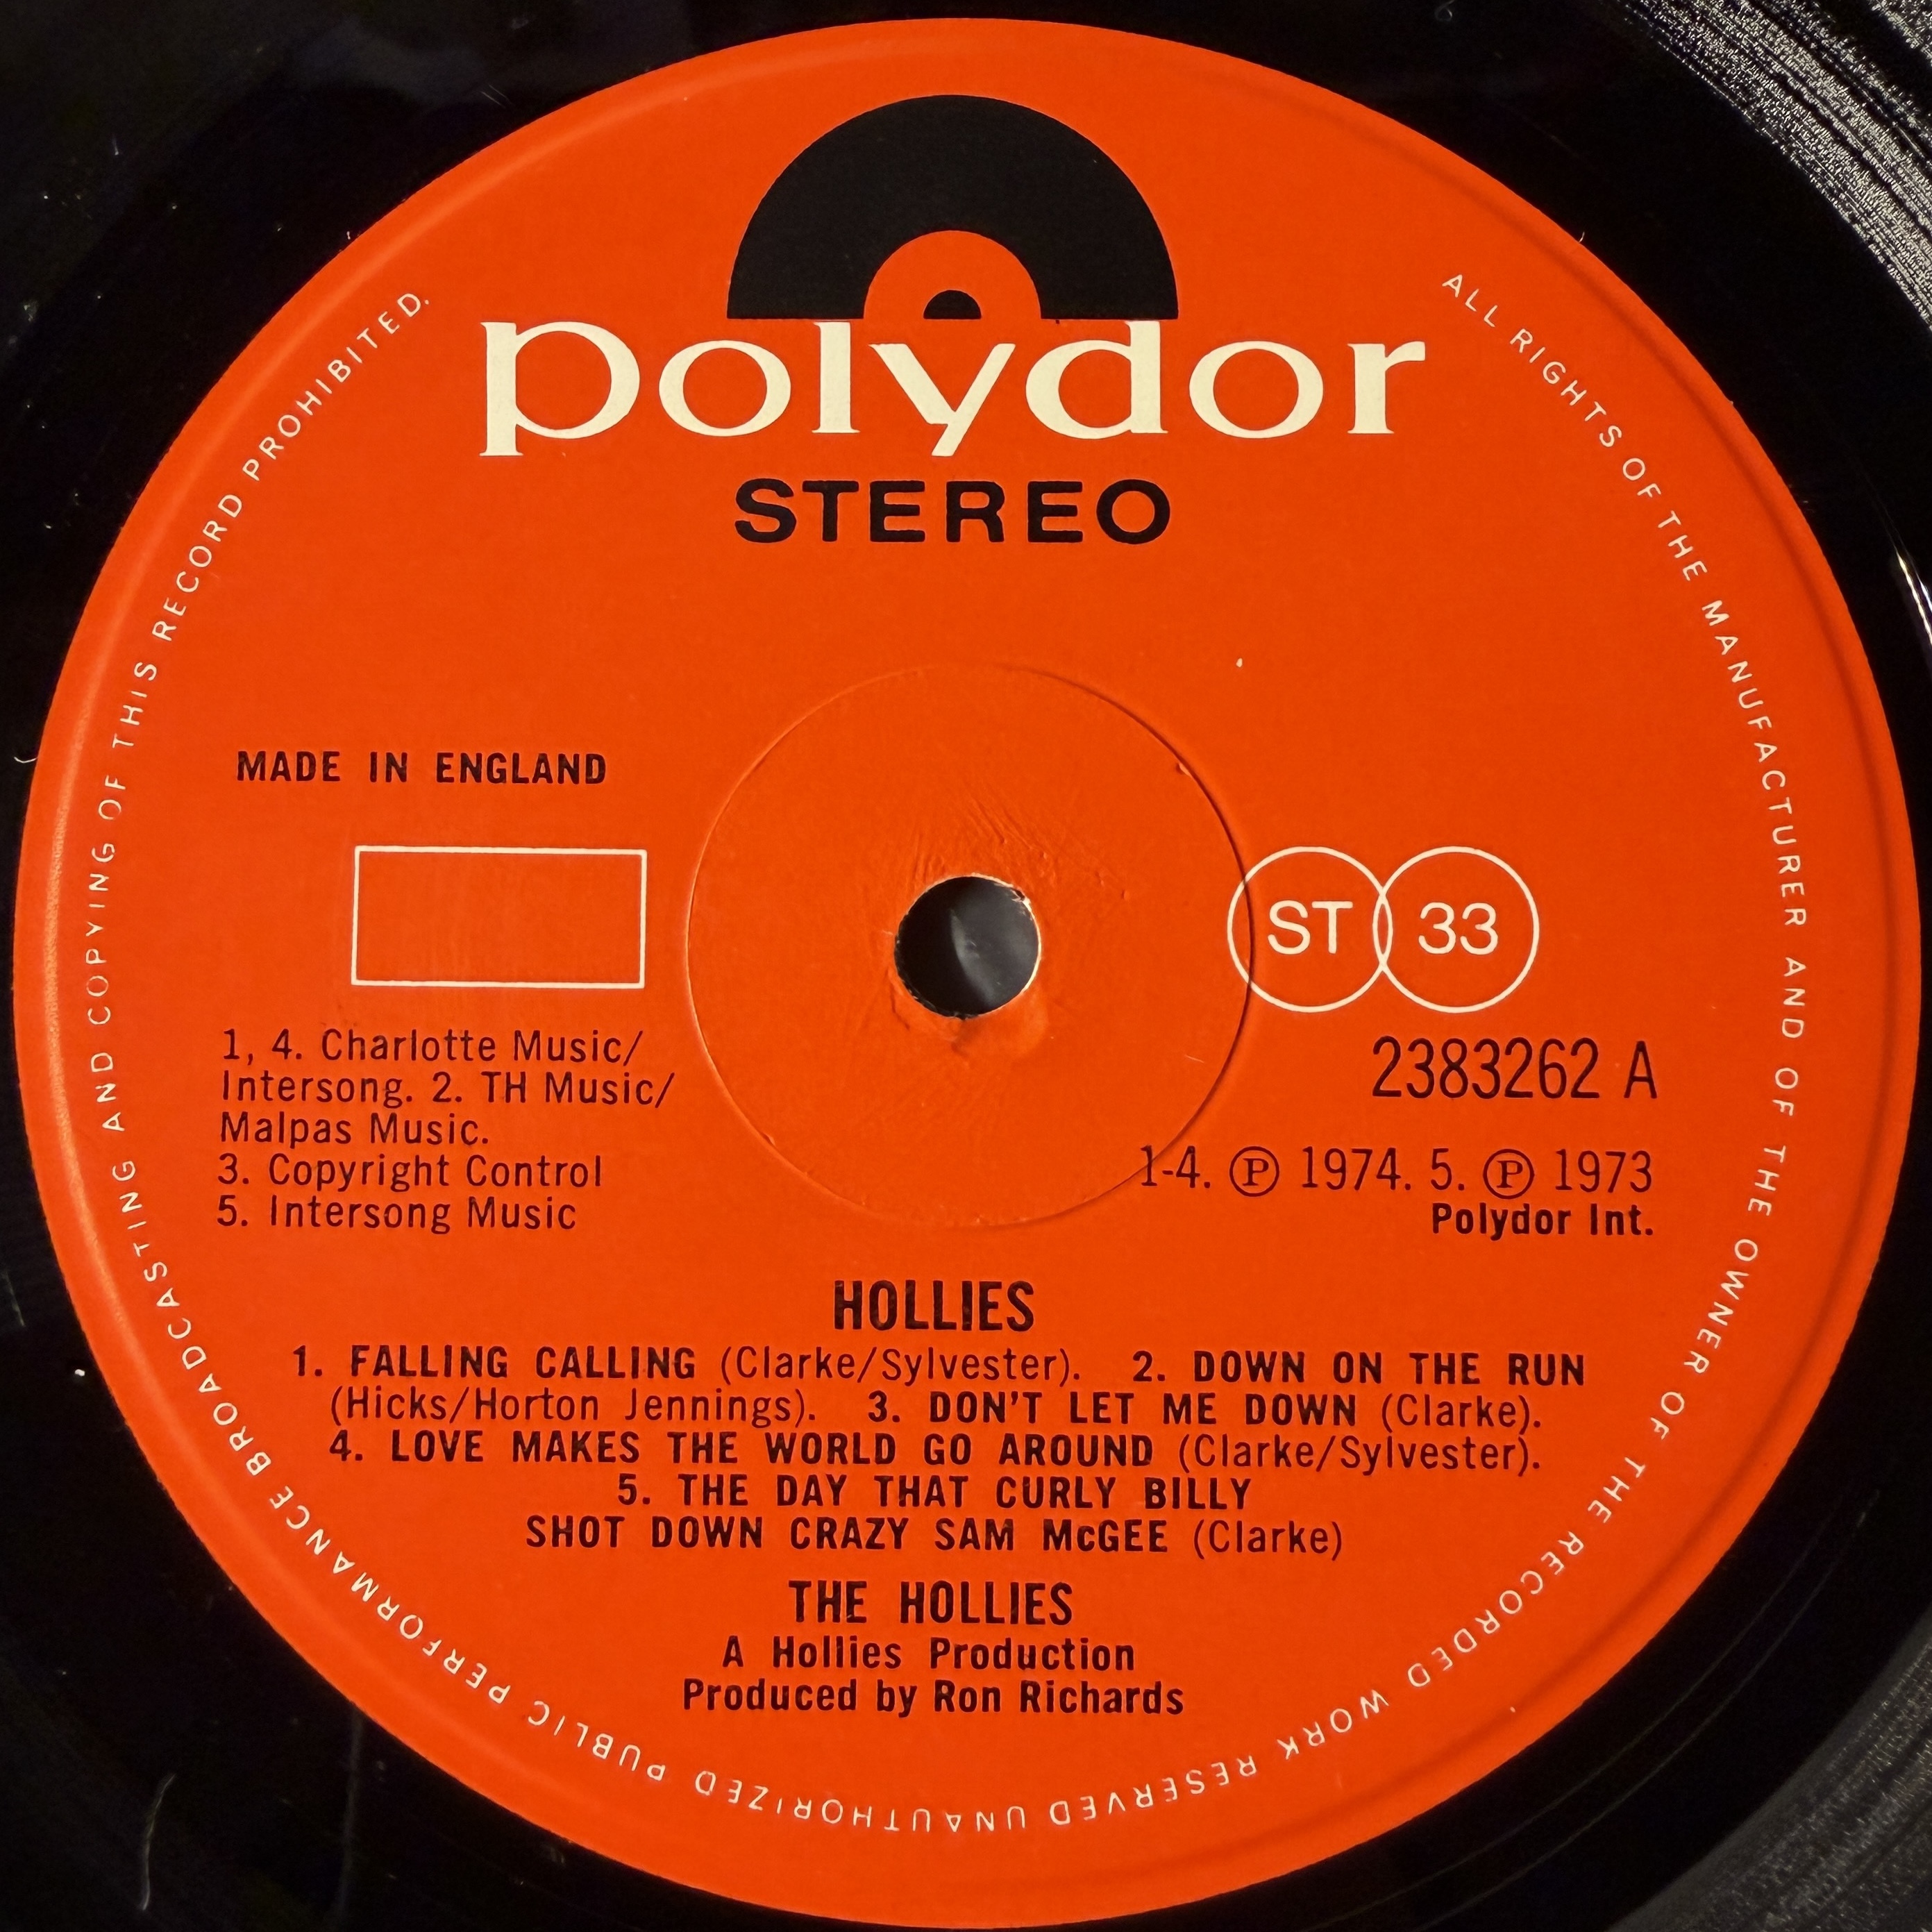 polydor
STEREO
MADE IN ENGLAND
ST 33
1, 4. Charlotte Music/
Intersong. 2. TH Music/
Malpas Music.
3. Copyright Control
5. Intersong Music
2383262 A
1-4. Ⓟ 1974. 5. Ⓟ 1973
Polydor Int.
HOLLIES
1. FALLING CALLING (Clarke/Sylvester). 2. DOWN ON THE RUN
(Hicks/Horton Jennings). 3. DON'T LET ME DOWN (Clarke).
4. LOVE MAKES THE WORLD GO AROUND (Clarke/Sylvester).
5. THE DAY THAT CURLY BILLY
SHOT DOWN CRAZY SAM McGEE (Clarke)
THE HOLLIES
A Hollies Production
Produced by Ron Richards
ALL RIGHTS OF THE MANUFACTURER AND OF THE OWNER OF THE RECORDED WORK RESERVED UNAUTHORIZED PUBLIC PERFORMANCE BROADCASTING AND COPYING OF THIS RECORD PROHIBITED.